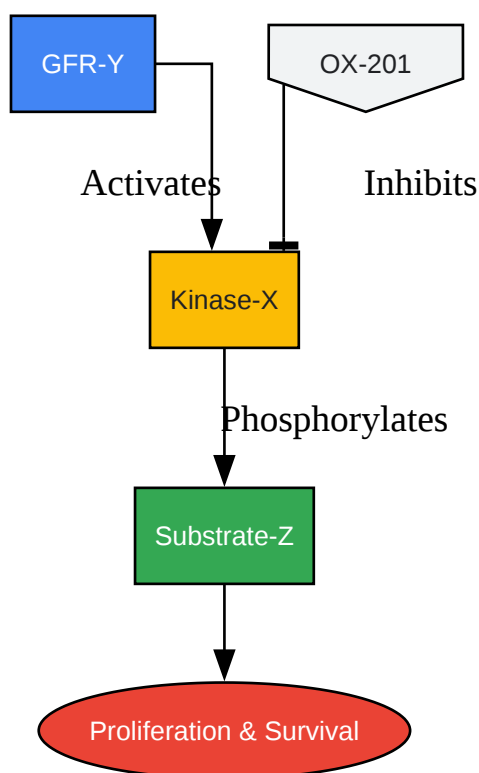 GFR-Y
OX-201
Activates
Inhibits
Kinase-X
Phosphorylates
Substrate-Z
Proliferation & Survival